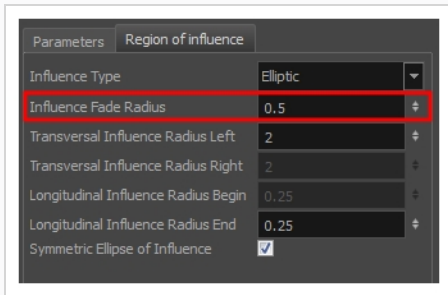 Parameters Region of influence
Influence Type Elliptic
Influence Fade Radius 0.5
Transversal Influence Radius Left 2
Transversal Influence Radius Right 2
Longitudinal Influence Radius Begin 0.25
Longitudinal Influence Radius End 0.25
Symmetric Ellipse of Influence